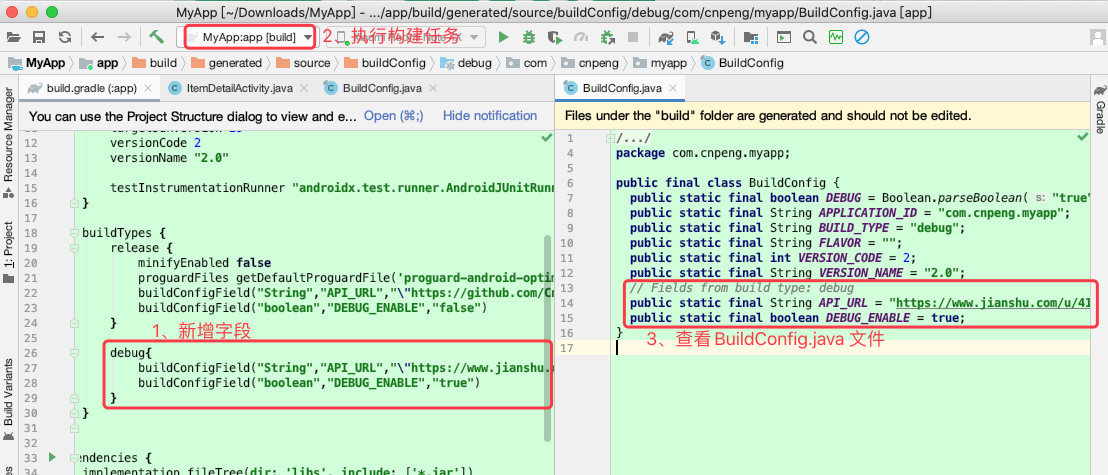 MyApp [~/Downloads/MyApp] - .../app/build/generated/source/buildConfig/debug/com/cnpeng/myapp/BuildConfig.java [app]
MyApp:app [build]
2、执行构建任务
MyApp app build generated source buildConfig debug com cnpeng myapp BuildConfig
build.gradle (:app) ItemDetailActivity.java BuildConfig.java
You can use the Project Structure dialog to view and e... Open (⌘;) Hide notification
12 versionCode 2
13 versionName "2.0"
14
15 testInstrumentationRunner "androidx.test.runner.AndroidJUnitRunn
16 }
17
18 buildTypes {
19 release {
20 minifyEnabled false
21 proguardFiles getDefaultProguardFile('proguard-android-optim
22 buildConfigField("String","API_URL","\"https://github.com/Cn
23 buildConfigField("boolean","DEBUG_ENABLE","false")
24 }
1、新增字段
25
26 debug{
27 buildConfigField("String","API_URL","\"https://www.jianshu.
28 buildConfigField("boolean","DEBUG_ENABLE","true")
29 }
30 }
31
32
33 endencies {
34 implementation fileTree(dir: 'libs', include: ['*.jar'])
BuildConfig.java
Files under the "build" folder are generated and should not be edited.
1 /.../
4 package com.cnpeng.myapp;
5
6 public final class BuildConfig {
7 public static final boolean DEBUG = Boolean.parseBoolean( s: "true"
8 public static final String APPLICATION_ID = "com.cnpeng.myapp";
9 public static final String BUILD_TYPE = "debug";
10 public static final String FLAVOR = "";
11 public static final int VERSION_CODE = 2;
12 public static final String VERSION_NAME = "2.0";
13 // Fields from build type: debug
14 public static final String API_URL = "https://www.jianshu.com/u/41
15 public static final boolean DEBUG_ENABLE = true;
16 }
17
3、查看 BuildConfig.java 文件
Resource Manager
1: Project
Build Variants
Gradle